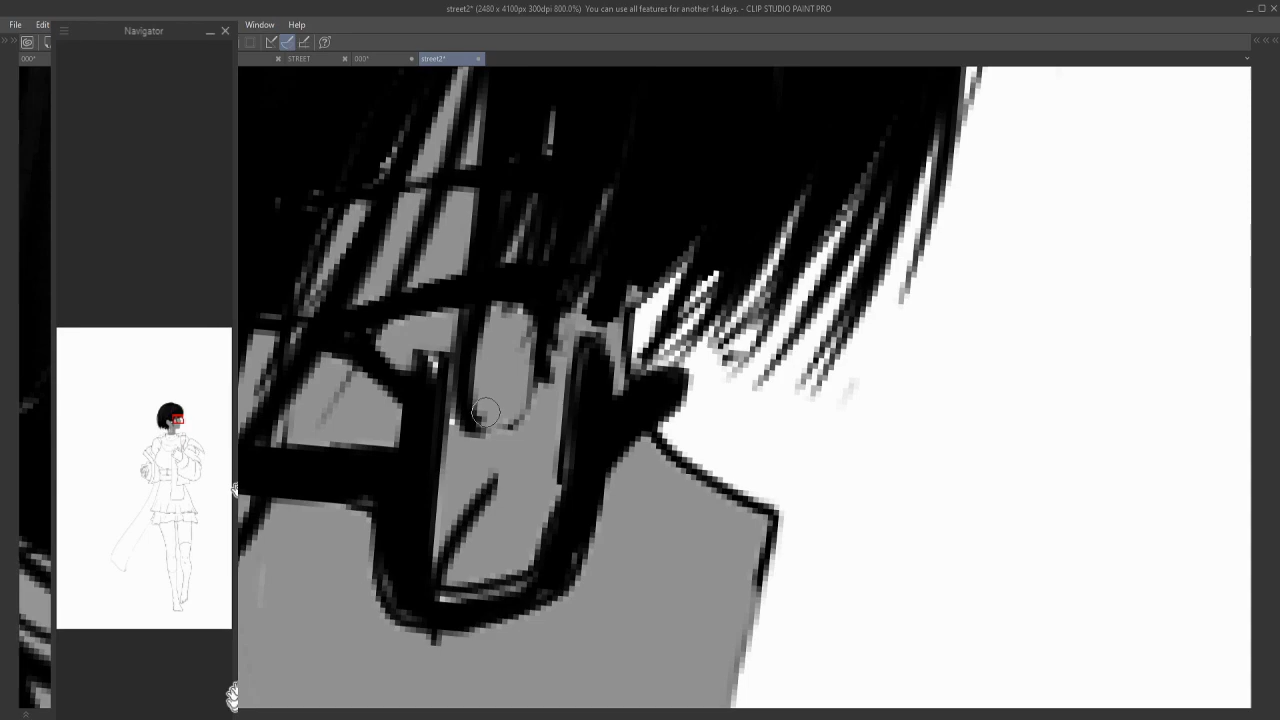 street2* (2480 x 4100px 300dpi 800.0%)  You can use all features for another 14 days. - CLIP STUDIO PAINT PRO
File Edit Window Help
Navigator
000* STREET 000* street2*